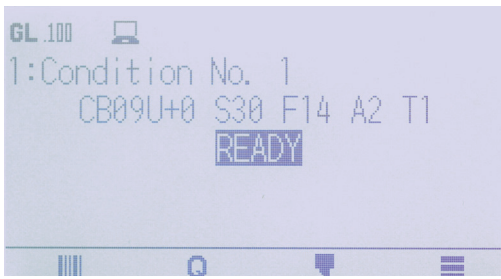 GL.100
1:Condition No. 1
CB09U+0 S30 F14 A2 T1
READY
Q